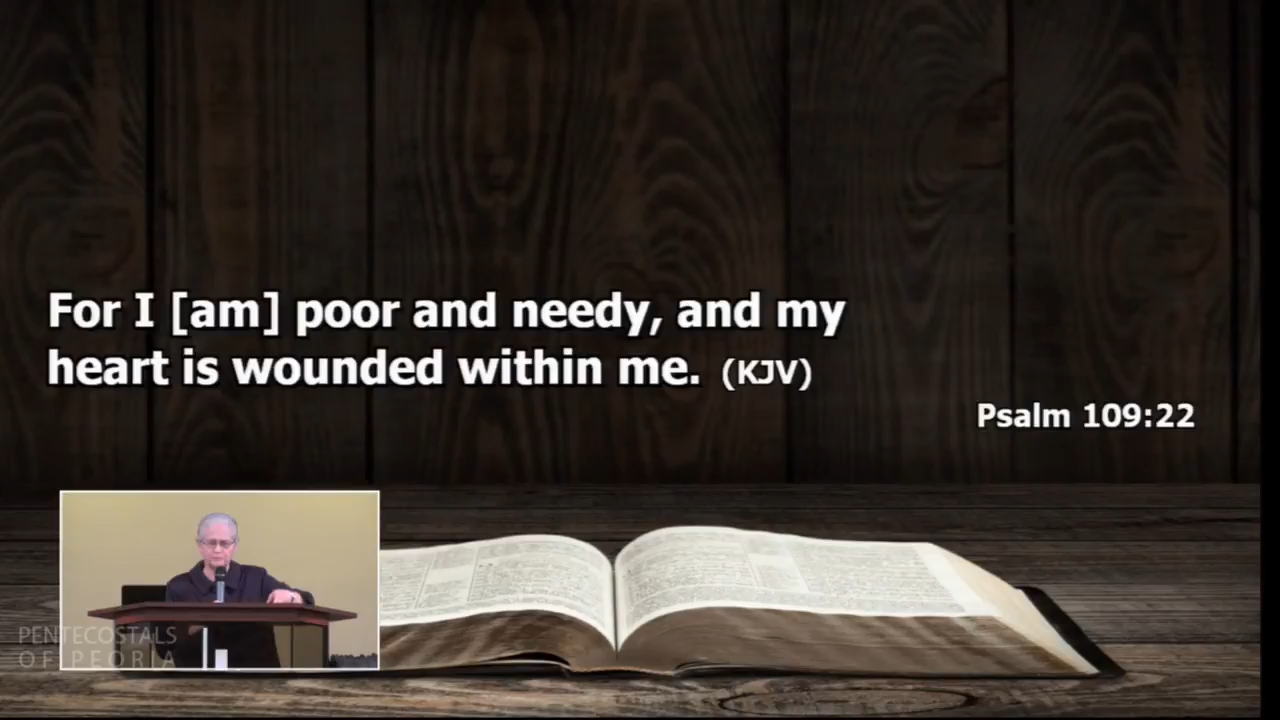 For I [am] poor and needy, and my
heart is wounded within me. (KJV)
Psalm 109:22
PENTECOSTALS
OF PEORIA